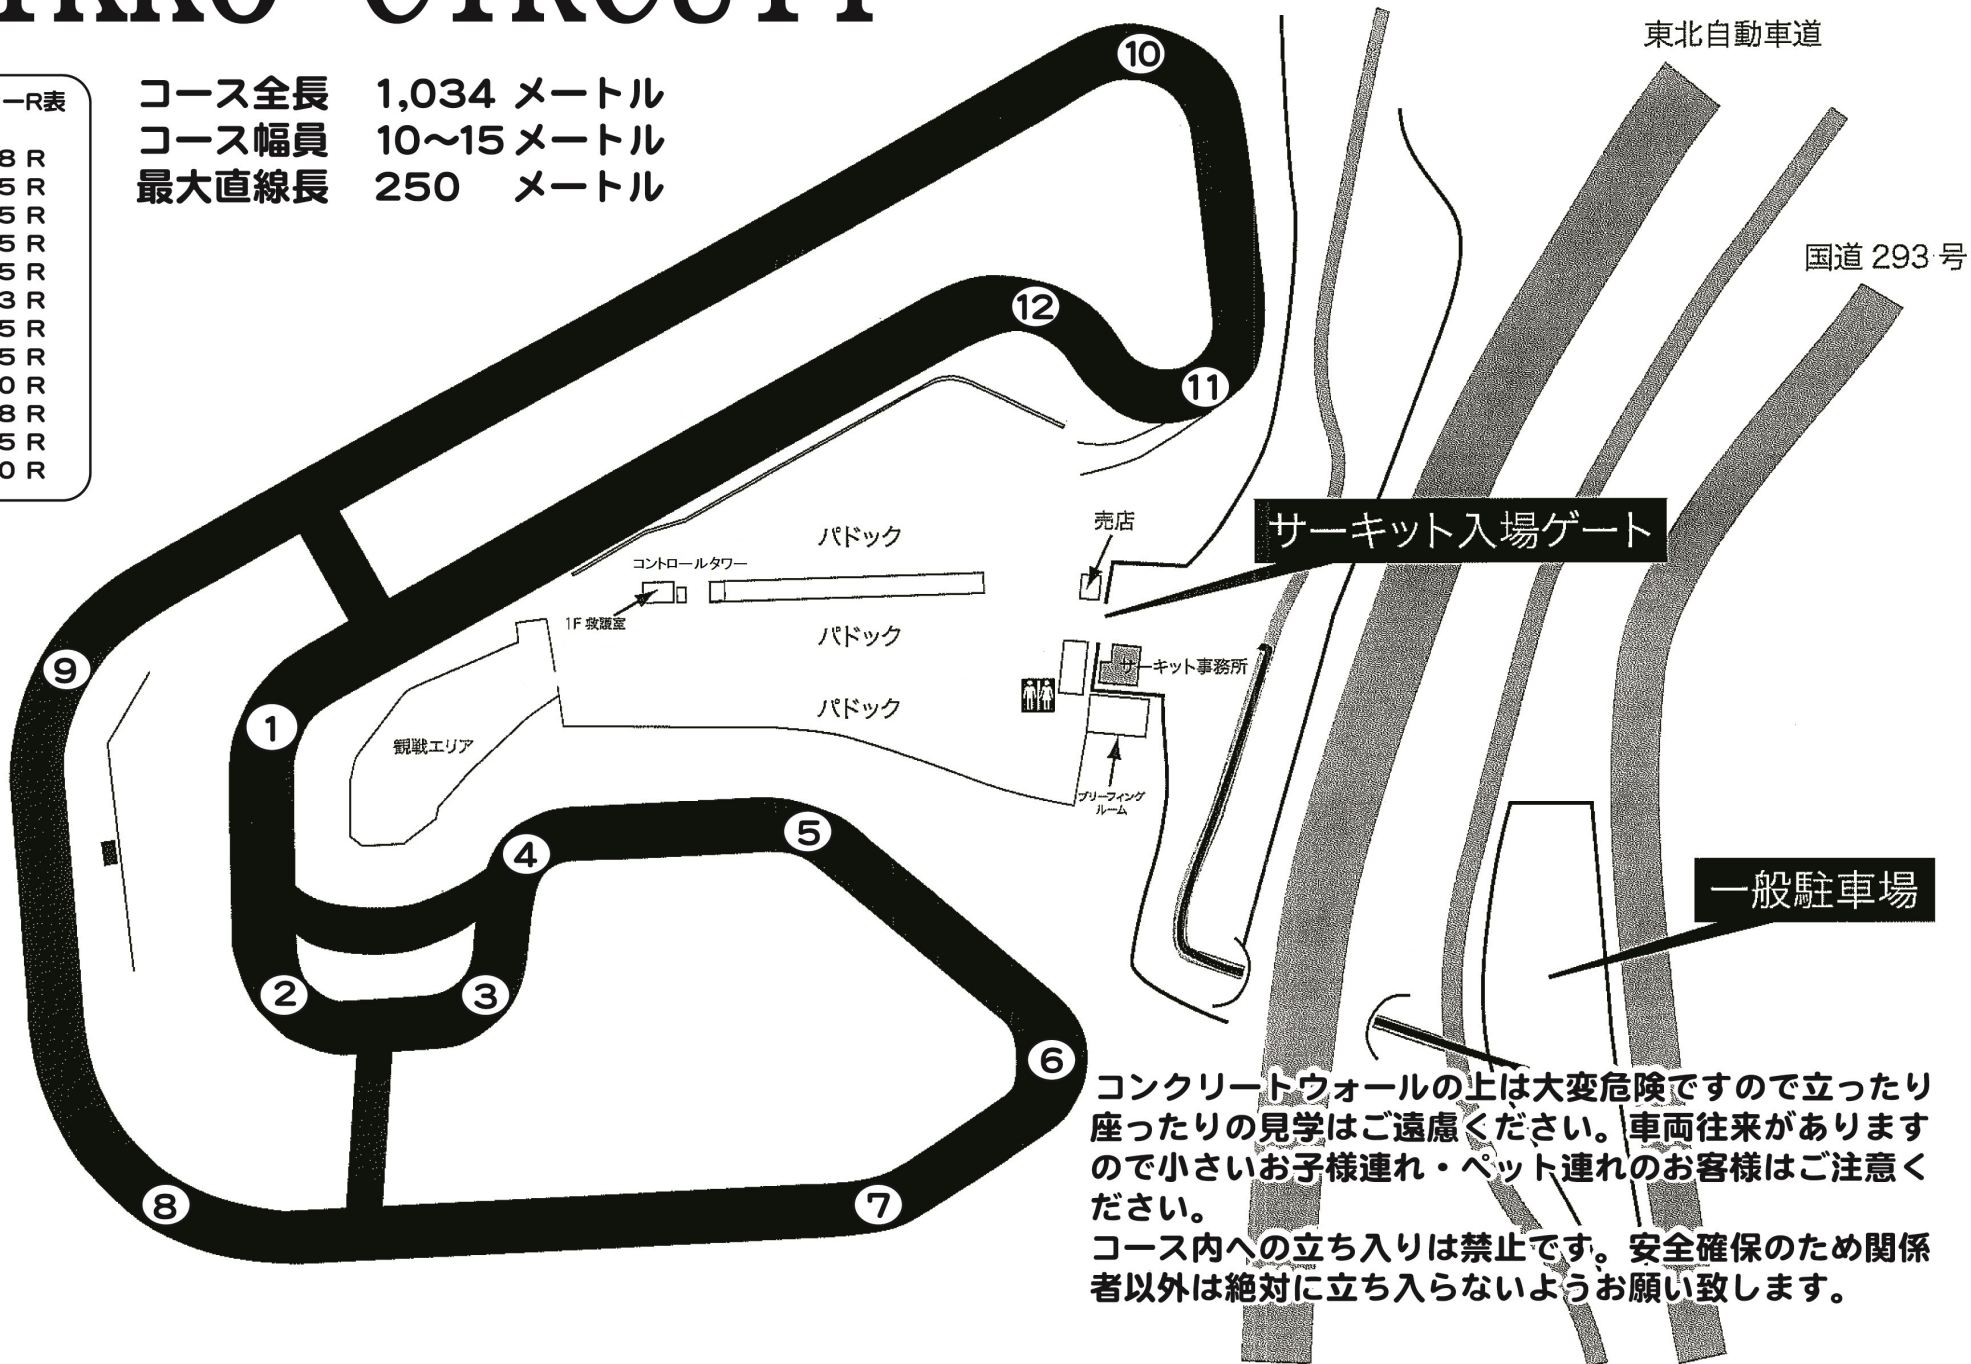 コース全長 1,034 メートル
コース幅員 10〜15メートル
最大直線長 250 メートル
ーR表
8 R
5 R
5 R
5 R
5 R
3 R
5 R
5 R
0 R
8 R
5 R
0 R
東北自動車道
国道 293 号
10
12
11
9
1
4
5
2
3
6
8
7
売店
サーキット入場ゲート
パドック
コントロールタワー
1F 救護室
パドック
サーキット事務所
パドック
観戦エリア
ブリーフィング
ルーム
一般駐車場
コンクリートウォールの上は大変危険ですので立ったり
座ったりの見学はご遠慮ください。車両往来があります
ので小さいお子様連れ・ペット連れのお客様はご注意く
ださい。
コース内への立ち入りは禁止です。安全確保のため関係
者以外は絶対に立ち入らないようお願い致します。